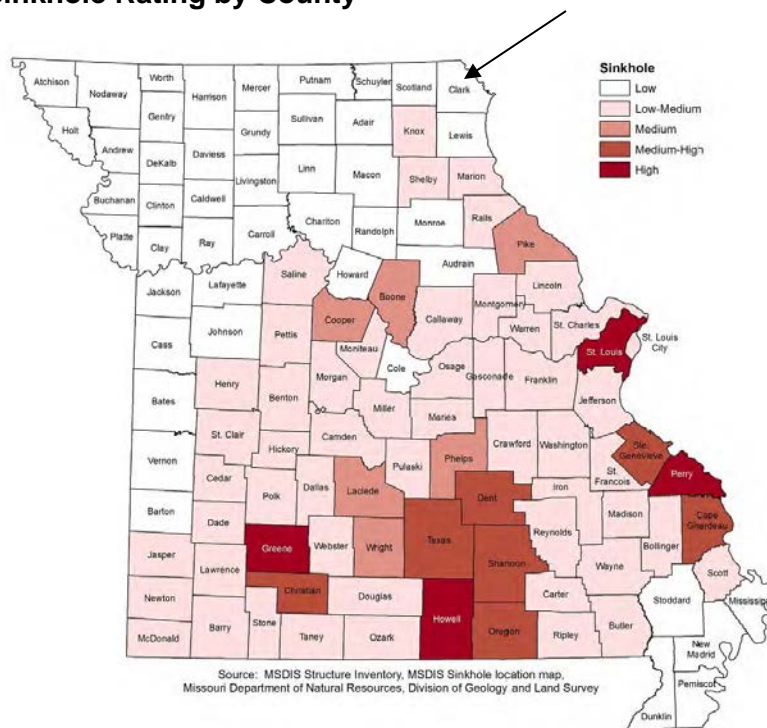 Sinkhole Rating by County
Sinkhole
Low
Low-Medium
Medium
Medium-High
High
Atchison
Nodaway
Worth
Harrison
Mercer
Putnam
Schuyler
Scotland
Clark
Holt
Andrew
Gentry
DeKalb
Daviess
Grundy
Sullivan
Adair
Knox
Lewis
Buchanan
Clinton
Caldwell
Livingston
Linn
Macon
Shelby
Marion
Platte
Clay
Ray
Carroll
Chariton
Randolph
Monroe
Ralls
Pike
Audrain
Jackson
Lafayette
Saline
Howard
Boone
Cooper
Callaway
Montgomery
Lincoln
Warren
St. Charles
St. Louis
St. Louis
City
Cass
Johnson
Pettis
Moniteau
Cole
Osage
Gasconade
Franklin
Jefferson
Bates
Henry
Benton
Morgan
Miller
Maries
St. Clair
Hickory
Camden
Pulaski
Phelps
Crawford
Washington
St.
Francois
Ste.
Genevieve
Perry
Vernon
Cedar
Polk
Dallas
Laclede
Dent
Iron
Madison
Cape
Girardeau
Barton
Dade
Greene
Webster
Wright
Texas
Shannon
Reynolds
Bollinger
Wayne
Scott
Jasper
Lawrence
Christian
Douglas
Howell
Carter
Stoddard
Mississippi
Newton
McDonald
Barry
Stone
Taney
Ozark
Oregon
Ripley
Butler
New
Madrid
Pemiscot
Dunklin
Source: MSDIS Structure Inventory, MSDIS Sinkhole location map,
Missouri Department of Natural Resources, Division of Geology and Land Survey